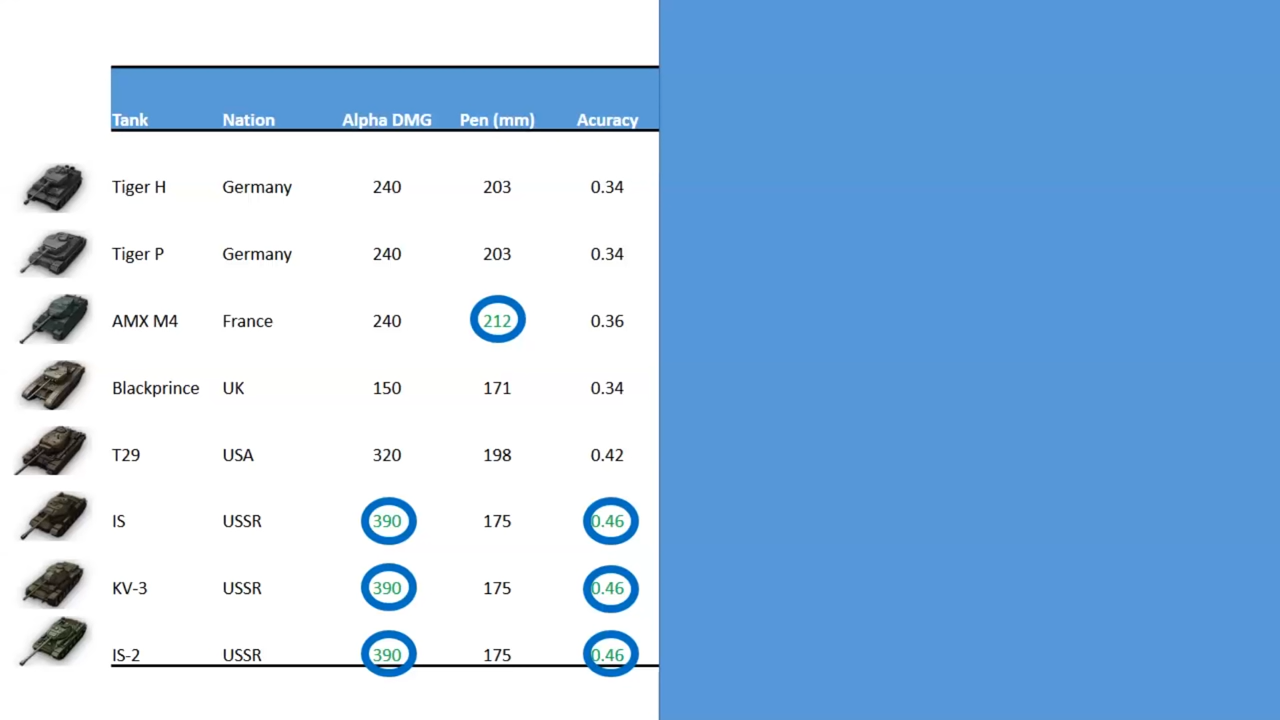 Tank Nation Alpha DMG Pen (mm) Acuracy
Tiger H Germany 240 203 0.34
Tiger P Germany 240 203 0.34
AMX M4 France 240 212 0.36
Blackprince UK 150 171 0.34
T29 USA 320 198 0.42
IS USSR 390 175 0.46
KV-3 USSR 390 175 0.46
IS-2 USSR 390 175 0.46